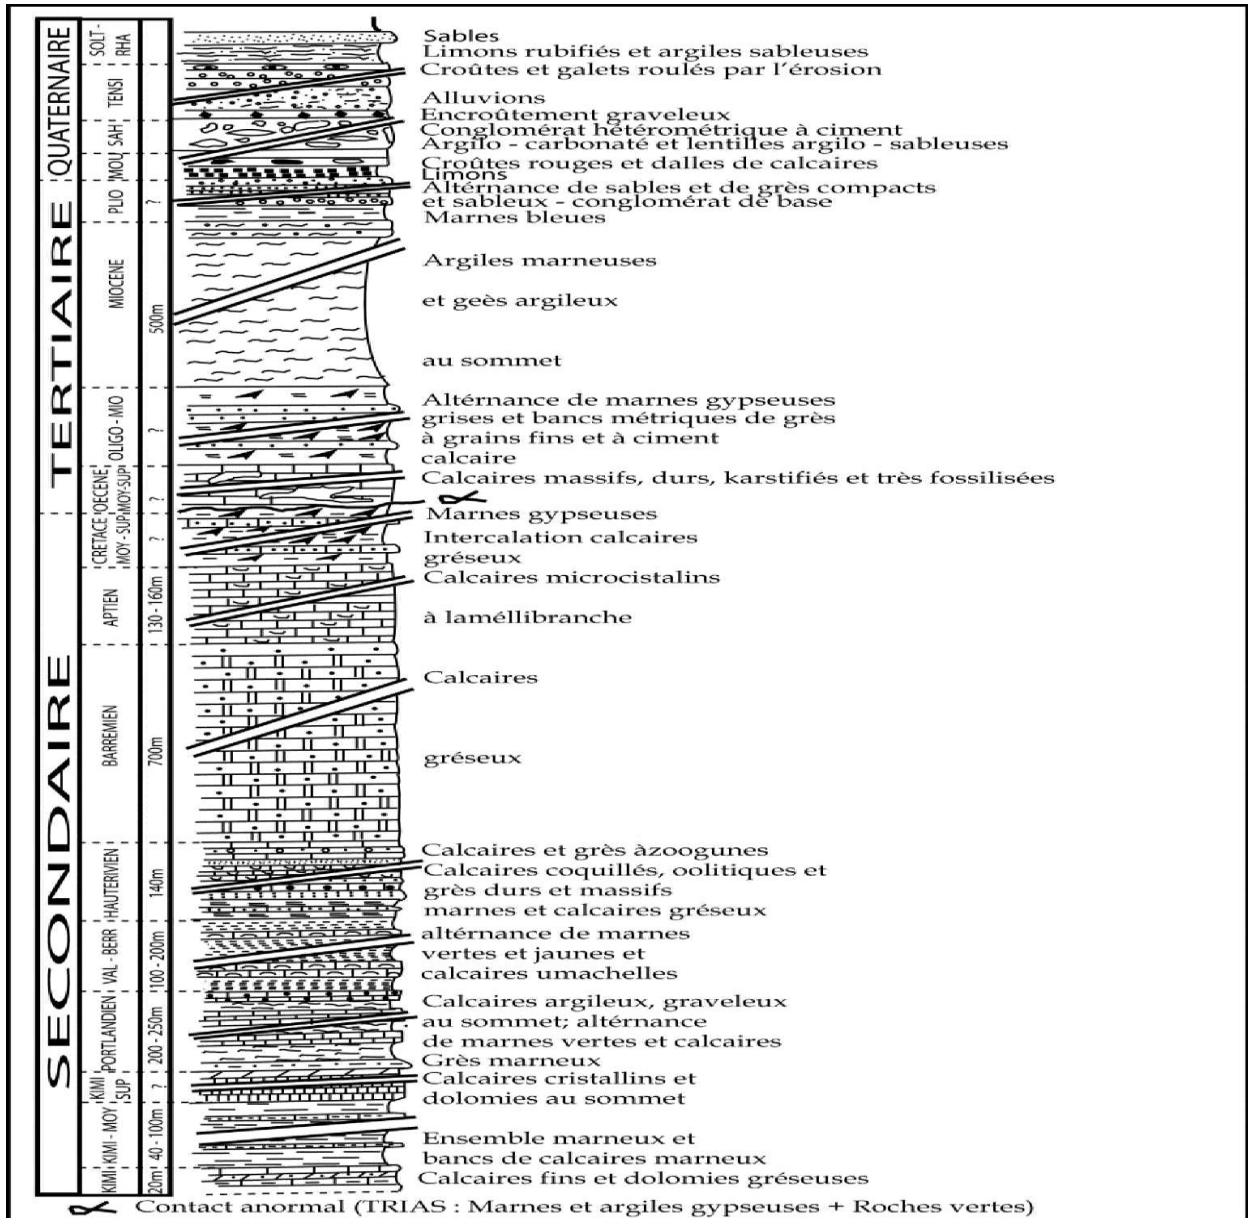 QUATERNAIRE
TERTIAIRE
SECONDAIRE
SOLT -
RHA
TENSI
SAH
MOU
PLIO
MIOCENE
OLIGO - MIO
OECENE
MOY-SUP
CRETACE
MOY - SUP
APTIEN
BARREMIEN
HAUTERIVIEN
VAL - BERR
PORTLANDIEN
KIMI
SUP
KIMI - MOY
KIMI
?
500m
?
?
?
130 - 160m
700m
140m
100 - 200m
200 - 250m
?
40 - 100m
20m
Sables
Limons rubifiés et argiles sableuses
Croûtes et galets roulés par l'érosion
Alluvions
Encroûtement graveleux
Conglomérat hétérométrique à ciment
Argilo - carbonaté et lentilles argilo - sableuses
Croûtes rouges et dalles de calcaires
Limons
Altérnance de sables et de grès compacts
et sableux - conglomérat de base
Marnes bleues
Argiles marneuses
et geès argileux
au sommet
Altérnance de marnes gypseuses
grises et bancs métriques de grès
à grains fins et à ciment
calcaire
Calcaires massifs, durs, karstifiés et très fossilisées
Marnes gypseuses
Intercalation calcaires
gréseux
Calcaires microcistalins
à laméllibranche
Calcaires
gréseux
Calcaires et grès àzoogunes
Calcaires coquillés, oolitiques et
grès durs et massifs
marnes et calcaires gréseux
altérnance de marnes
vertes et jaunes et
calcaires umachelles
Calcaires argileux, graveleux
au sommet; altérnance
de marnes vertes et calcaires
Grès marneux
Calcaires cristallins et
dolomies au sommet
Ensemble marneux et
bancs de calcaires marneux
Calcaires fins et dolomies gréseuses
Contact anormal (TRIAS : Marnes et argiles gypseuses + Roches vertes)